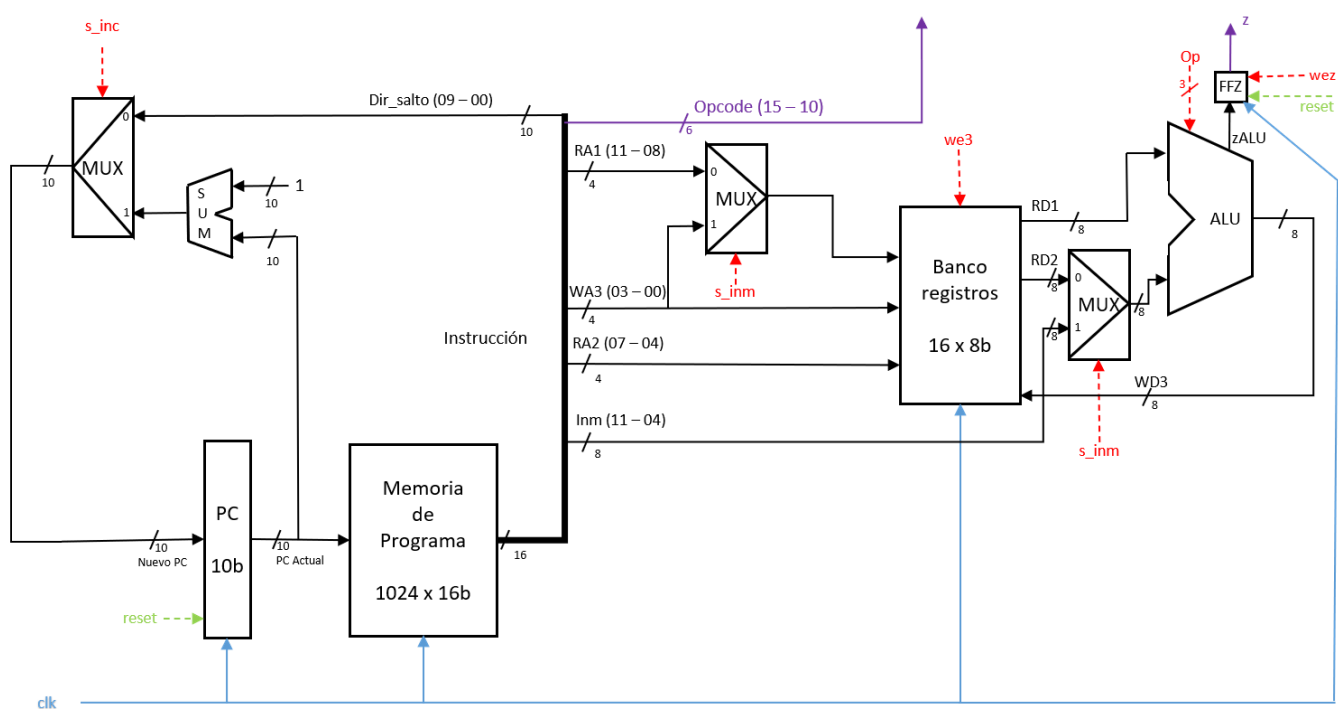 s_inc
z
Op
3
FFZ
wez
reset
zALU
Dir_salto (09 – 00)
10
Opcode (15 – 10)
6
0
MUX
1
10
S
U
M
10
1
10
RA1 (11 – 08)
4
0
MUX
1
s_inm
we3
WA3 (03 – 00)
4
Instrucción
RA2 (07 – 04)
4
Inm (11 – 04)
8
Banco
registros
16 x 8b
RD1
8
RD2
8
0
MUX
1
8
8
s_inm
ALU
8
WD3
8
PC
10b
10
Nuevo PC
10
PC Actual
reset
Memoria
de
Programa
1024 x 16b
16
clk